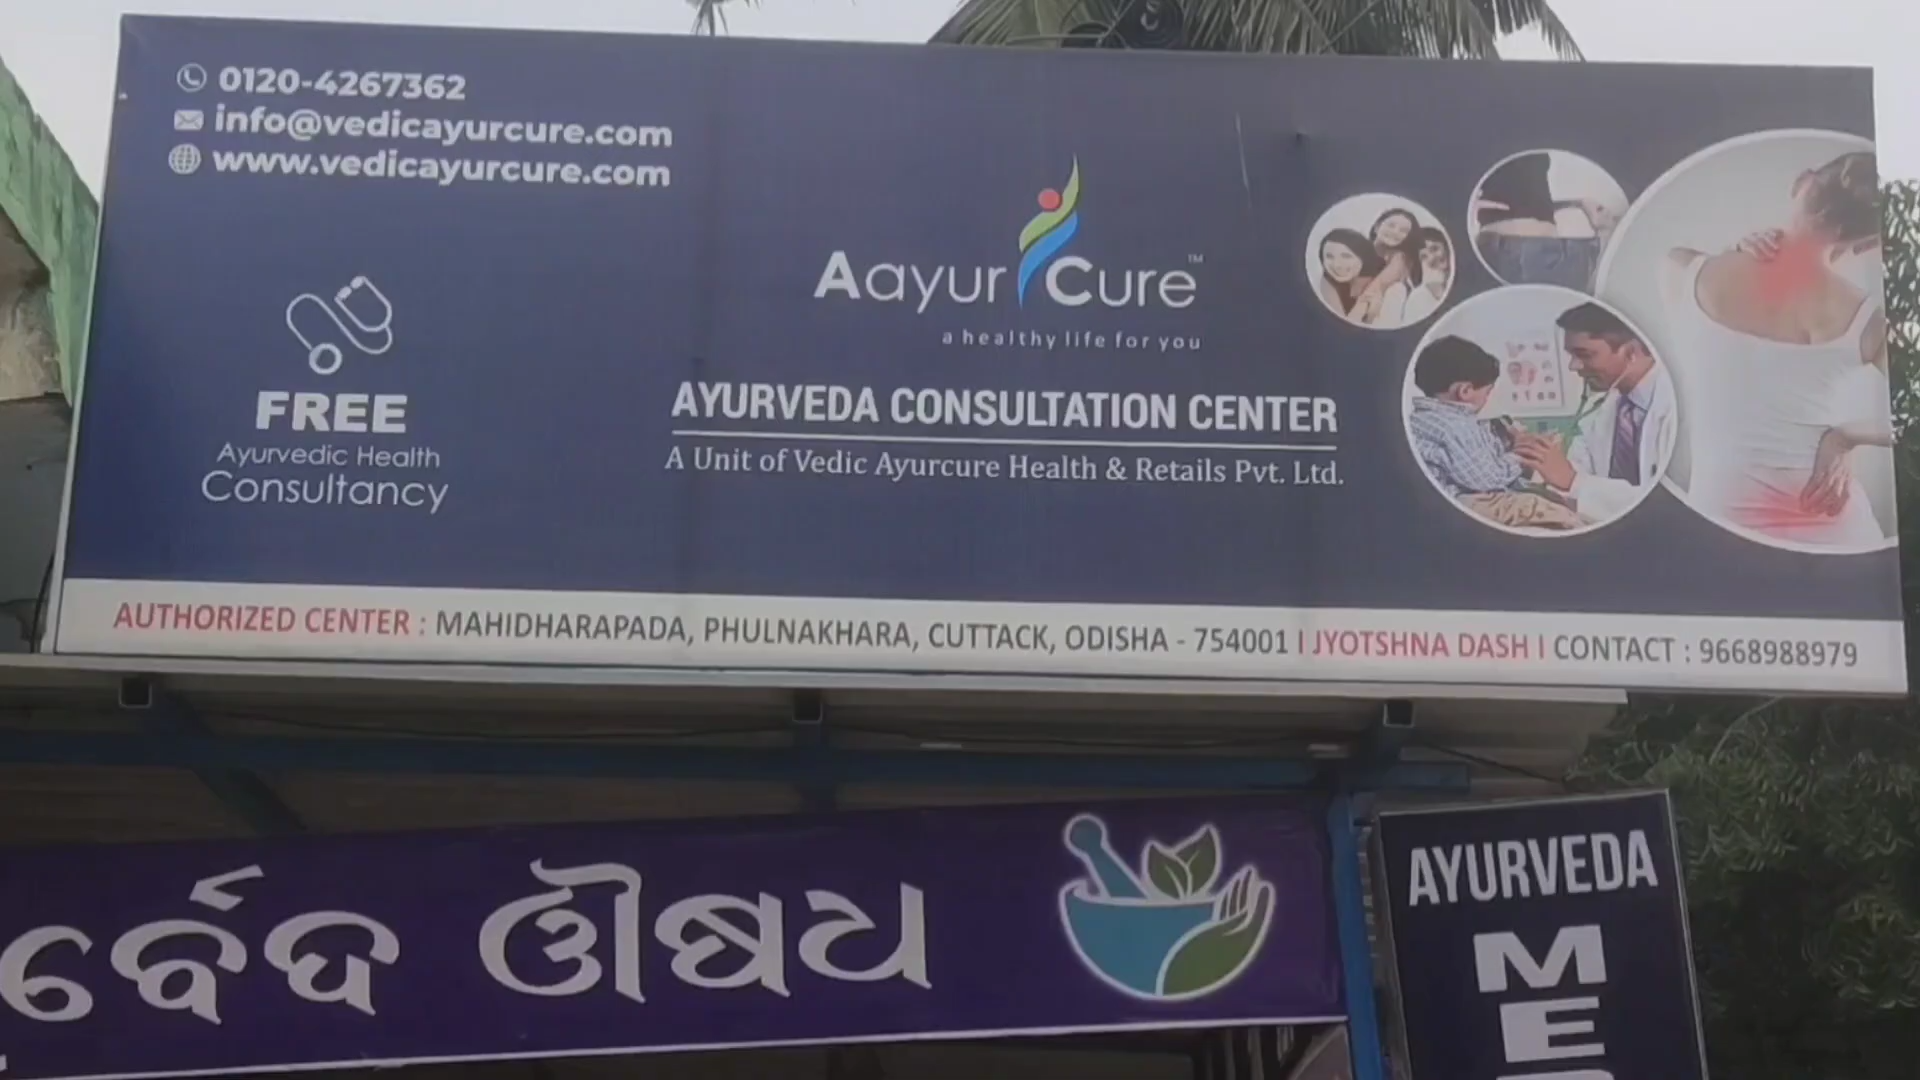 0120-4267362
info@vedicayurcure.com
www.vedicayurcure.com
AayurCure™
a healthy life for you
FREE
Ayurvedic Health
Consultancy
AYURVEDA CONSULTATION CENTER
A Unit of Vedic Ayurcure Health & Retails Pvt. Ltd.
AUTHORIZED CENTER : MAHIDHARAPADA, PHULNAKHARA, CUTTACK, ODISHA - 754001 I JYOTSHNA DASH I CONTACT : 9668988979
ର୍ବେଦ ଔଷଧ
AYURVEDA
M
E